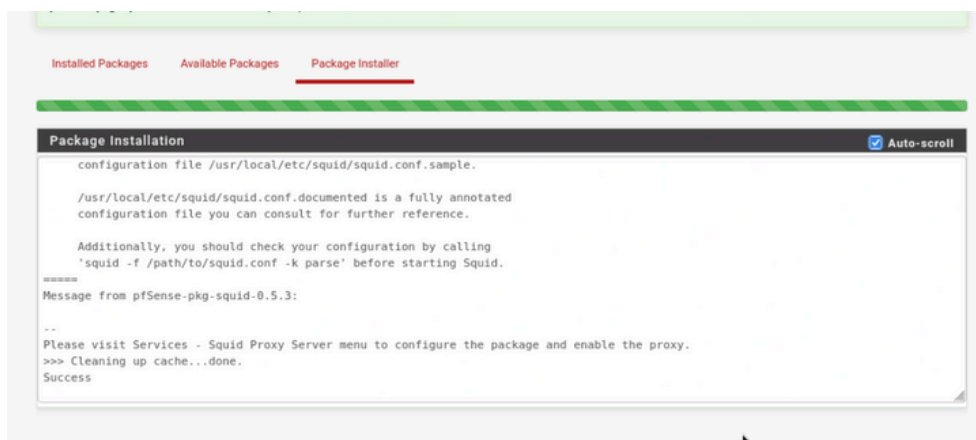 Installed Packages Available Packages Package Installer
Package Installation Auto-scroll
configuration file /usr/local/etc/squid/squid.conf.sample.
/usr/local/etc/squid/squid.conf.documented is a fully annotated
configuration file you can consult for further reference.
Additionally, you should check your configuration by calling
'squid -f /path/to/squid.conf -k parse' before starting Squid.
=====
Message from pfSense-pkg-squid-0.5.3:
--
Please visit Services - Squid Proxy Server menu to configure the package and enable the proxy.
>>> Cleaning up cache...done.
Success